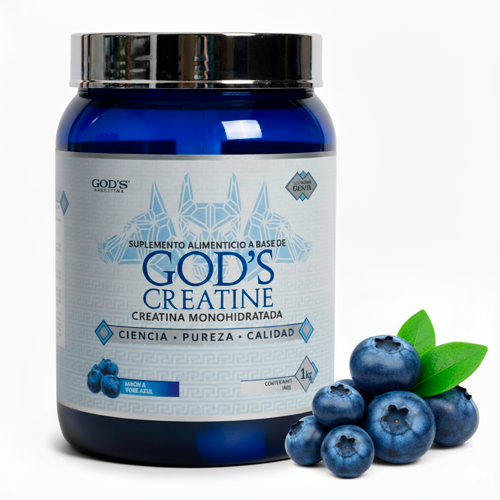 GOD'S
SUPLEMENTO ALIMENTICIO A BASE DE
GOD'S
CREATINE
CREATINA MONOHIDRATADA
CIENCIA · PUREZA · CALIDAD
1kg